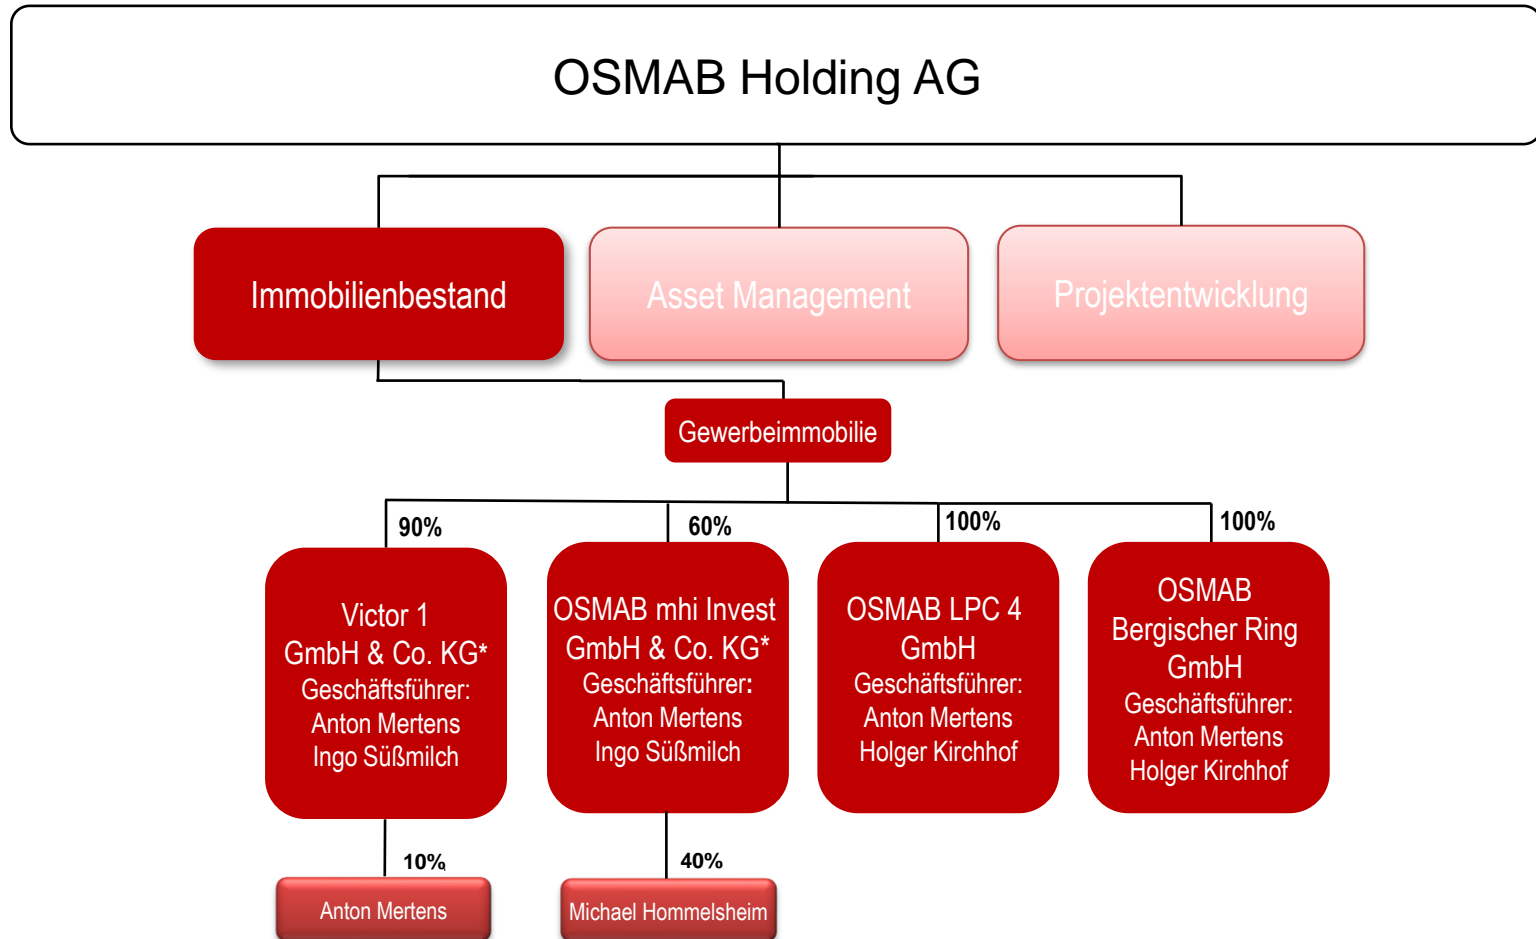 OSMAB Holding AG
Immobilienbestand
Asset Management
Projektentwicklung
Gewerbeimmobilie
90%
60%
100%
100%
Victor 1
GmbH & Co. KG*
Geschäftsführer:
Anton Mertens
Ingo Süßmilch
OSMAB mhi Invest
GmbH & Co. KG*
Geschäftsführer:
Anton Mertens
Ingo Süßmilch
OSMAB LPC 4
GmbH
Geschäftsführer:
Anton Mertens
Holger Kirchhof
OSMAB
Bergischer Ring
GmbH
Geschäftsführer:
Anton Mertens
Holger Kirchhof
10%
40%
Anton Mertens
Michael Hommelsheim